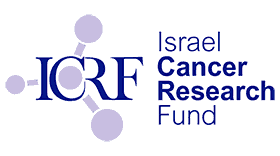 ICRF
Israel
Cancer
Research
Fund